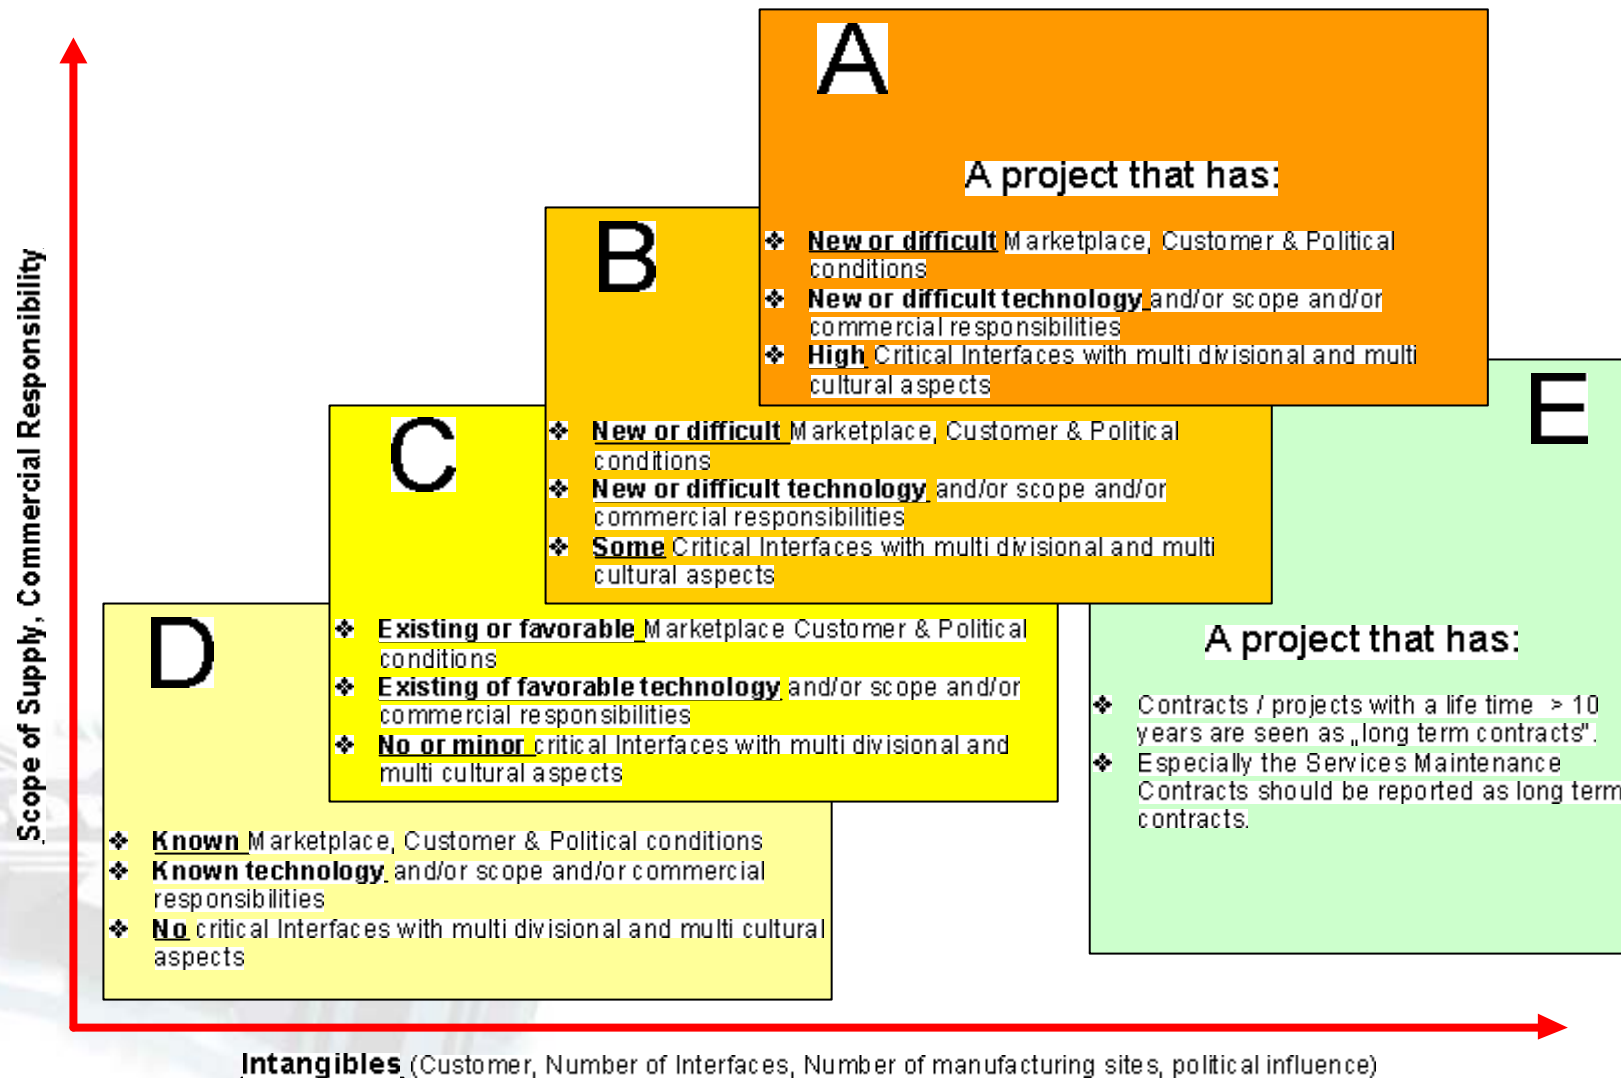 Scope of Supply, Commercial Responsibility
A
A project that has:
❖ New or difficult Marketplace, Customer & Political
conditions
❖ New or difficult technology and/or scope and/or
commercial responsibilities
❖ High Critical Interfaces with multi divisional and multi
cultural aspects
B
❖ New or difficult Marketplace, Customer & Political
conditions
❖ New or difficult technology and/or scope and/or
commercial responsibilities
❖ Some Critical Interfaces with multi divisional and multi
cultural aspects
C
❖ Existing or favorable Marketplace Customer & Political
conditions
❖ Existing of favorable technology and/or scope and/or
commercial responsibilities
❖ No or minor critical Interfaces with multi divisional and
multi cultural aspects
D
❖ Known Marketplace, Customer & Political conditions
❖ Known technology and/or scope and/or commercial
responsibilities
❖ No critical Interfaces with multi divisional and multi cultural
aspects
E
A project that has:
❖ Contracts / projects with a life time > 10
years are seen as „long term contracts".
❖ Especially the Services Maintenance
Contracts should be reported as long term
contracts.
Intangibles (Customer, Number of Interfaces, Number of manufacturing sites, political influence)